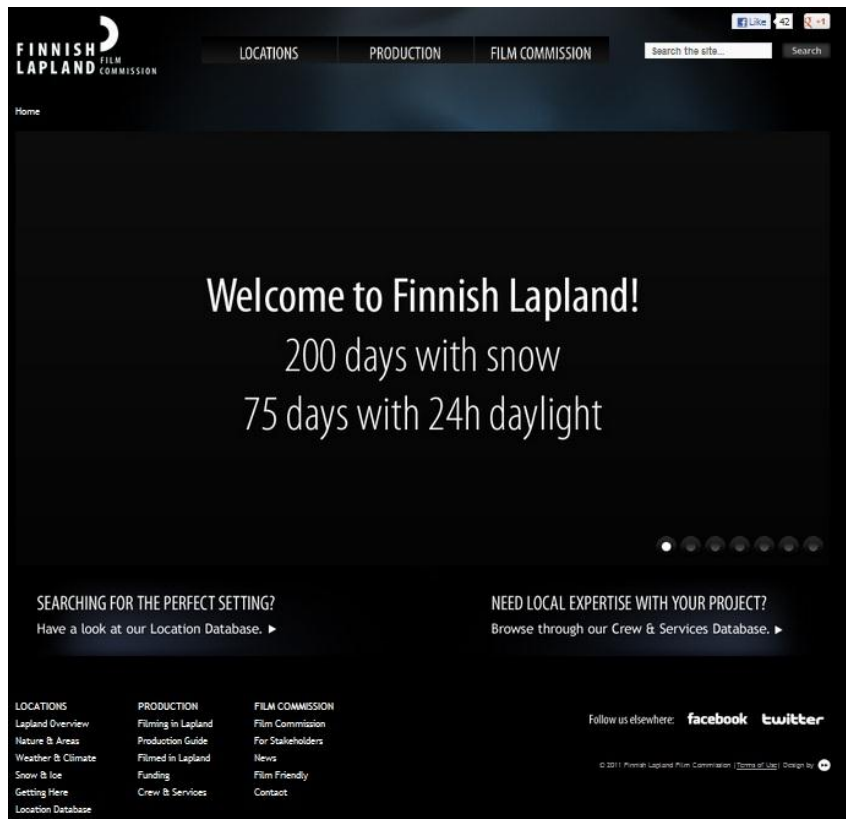 Like 42 +1
FINNISH
LAPLAND FILM COMMISSION
LOCATIONS PRODUCTION FILM COMMISSION
Search the site... Search
Home
Welcome to Finnish Lapland!
200 days with snow
75 days with 24h daylight
SEARCHING FOR THE PERFECT SETTING?
Have a look at our Location Database.
NEED LOCAL EXPERTISE WITH YOUR PROJECT?
Browse through our Crew & Services Database.
LOCATIONS
Lapland Overview
Nature & Areas
Weather & Climate
Snow & Ice
Getting Here
Location Database
PRODUCTION
Filming in Lapland
Production Guide
Filmed in Lapland
Funding
Crew & Services
FILM COMMISSION
Film Commission
For Stakeholders
News
Film Friendly
Contact
Follow us elsewhere: facebook twitter
© 2011 Finnish Lapland Film Commission | Terms of Use | Design by